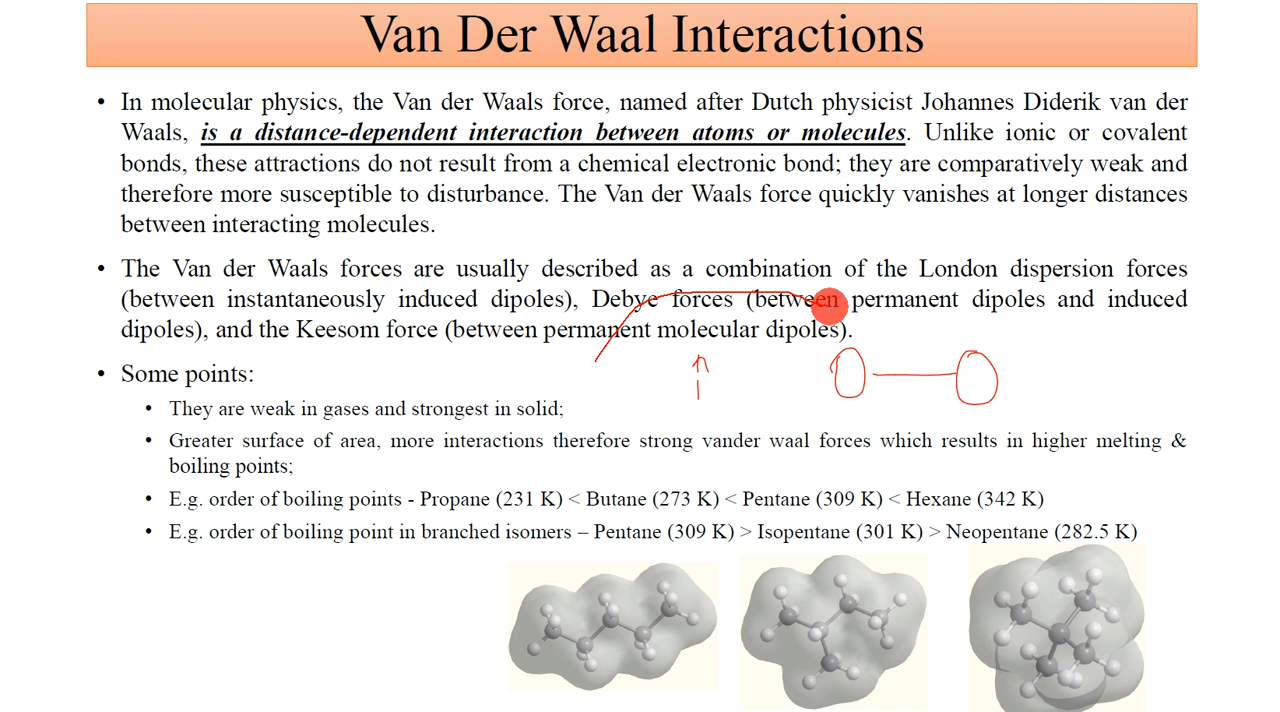 Van Der Waal Interactions
• In molecular physics, the Van der Waals force, named after Dutch physicist Johannes Diderik van der
Waals, is a distance-dependent interaction between atoms or molecules. Unlike ionic or covalent
bonds, these attractions do not result from a chemical electronic bond; they are comparatively weak and
therefore more susceptible to disturbance. The Van der Waals force quickly vanishes at longer distances
between interacting molecules.
• The Van der Waals forces are usually described as a combination of the London dispersion forces
(between instantaneously induced dipoles), Debye forces (between permanent dipoles and induced
dipoles), and the Keesom force (between permanent molecular dipoles).
• Some points:
• They are weak in gases and strongest in solid;
• Greater surface of area, more interactions therefore strong vander waal forces which results in higher melting &
boiling points;
• E.g. order of boiling points - Propane (231 K) < Butane (273 K) < Pentane (309 K) < Hexane (342 K)
• E.g. order of boiling point in branched isomers – Pentane (309 K) > Isopentane (301 K) > Neopentane (282.5 K)